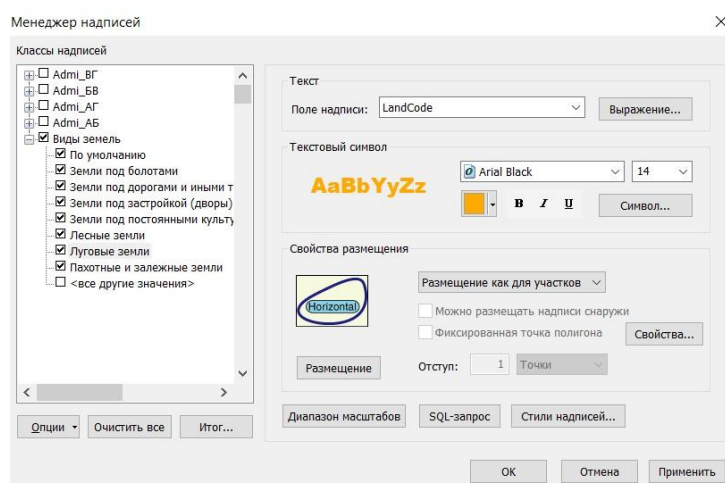 Менеджер надписей
Классы надписей
Admi_ВГ
Admi_БВ
Admi_АГ
Admi_АБ
Виды земель
По умолчанию
Земли под болотами
Земли под дорогами и иными т
Земли под застройкой (дворы)
Земли под постоянными культу
Лесные земли
Луговые земли
Пахотные и залежные земли
<все другие значения>
Опции
Очистить все
Итог...
Текст
Поле надписи: LandCode Выражение...
Текстовый символ
AaBbYyZz
Arial Black 14
B I U Символ...
Свойства размещения
Horizontal
Размещение как для участков
Можно размещать надписи снаружи
Фиксированная точка полигона
Свойства...
Размещение
Отступ: 1 Точки
Диапазон масштабов SQL-запрос Стили надписей...
ОК Отмена Применить